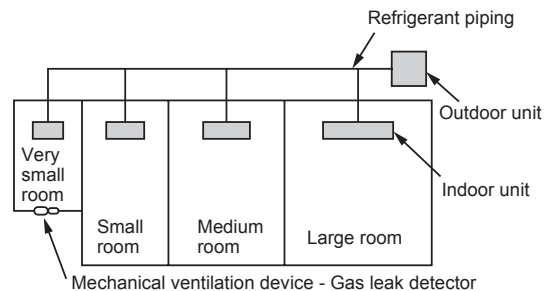 Refrigerant piping
Outdoor unit
Very
small
room
Indoor unit
Small
room
Medium
room
Large room
Mechanical ventilation device - Gas leak detector